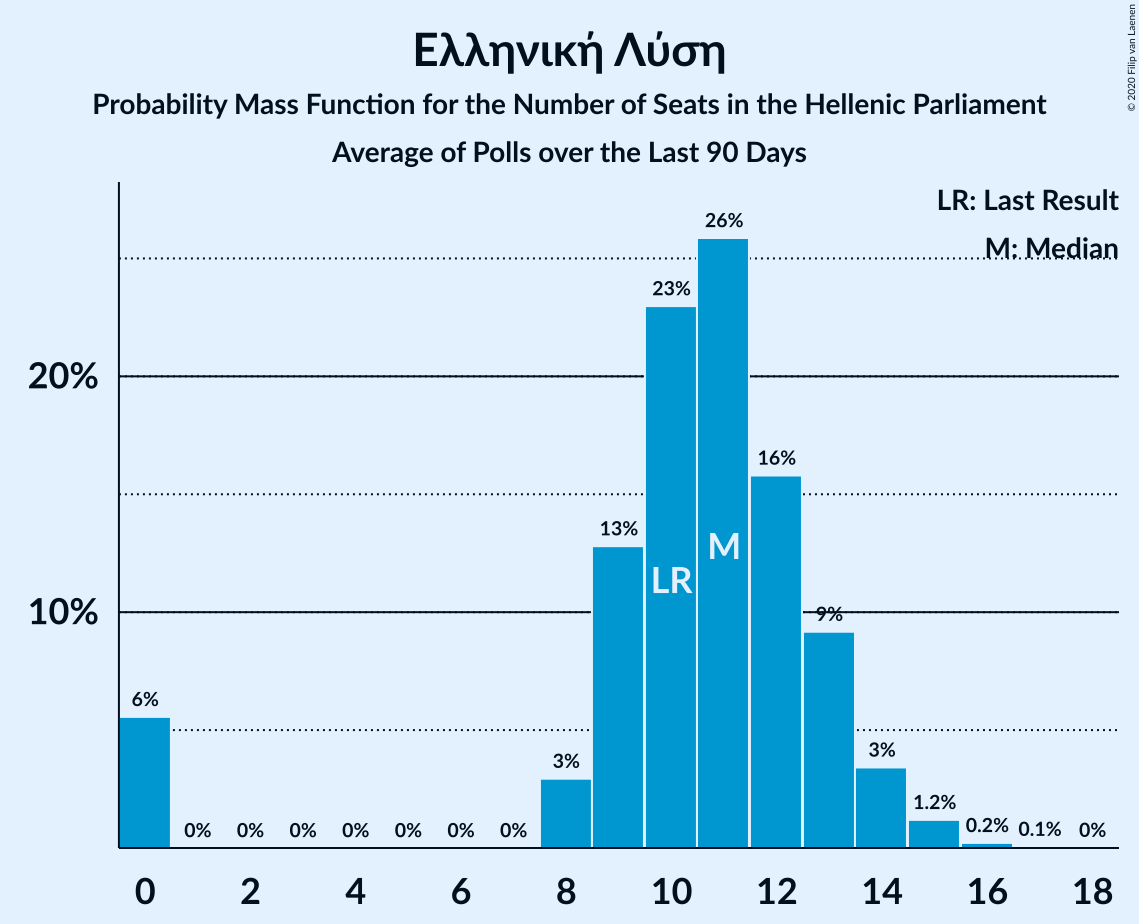 Ελληνική Λύση
Probability Mass Function for the Number of Seats in the Hellenic Parliament
Average of Polls over the Last 90 Days
© 2020 Filip van Laenen
LR: Last Result
M: Median
26%
23%
20%
16%
13%
M
LR
10%
9%
6%
3%
3%
1.2%
0% 0% 0% 0% 0% 0% 0% 0.2% 0.1% 0%
0 2 4 6 8 10 12 14 16 18